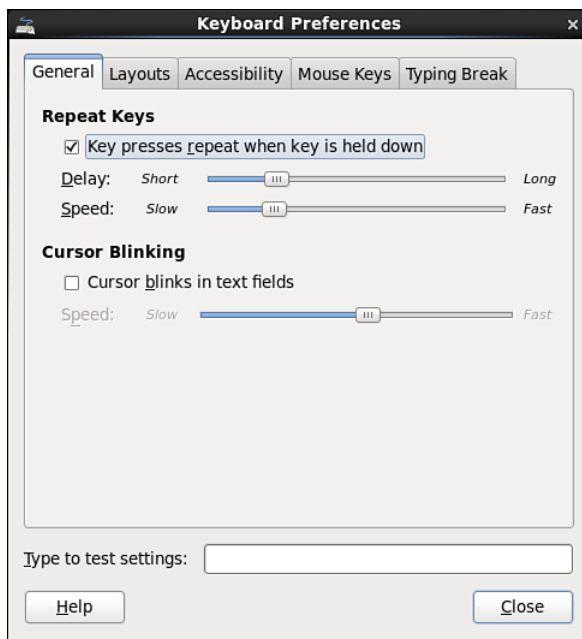 Keyboard Preferences
General Layouts Accessibility Mouse Keys Typing Break
Repeat Keys
Key presses repeat when key is held down
Delay: Short Long
Speed: Slow Fast
Cursor Blinking
Cursor blinks in text fields
Speed: Slow Fast
Type to test settings:
Help Close